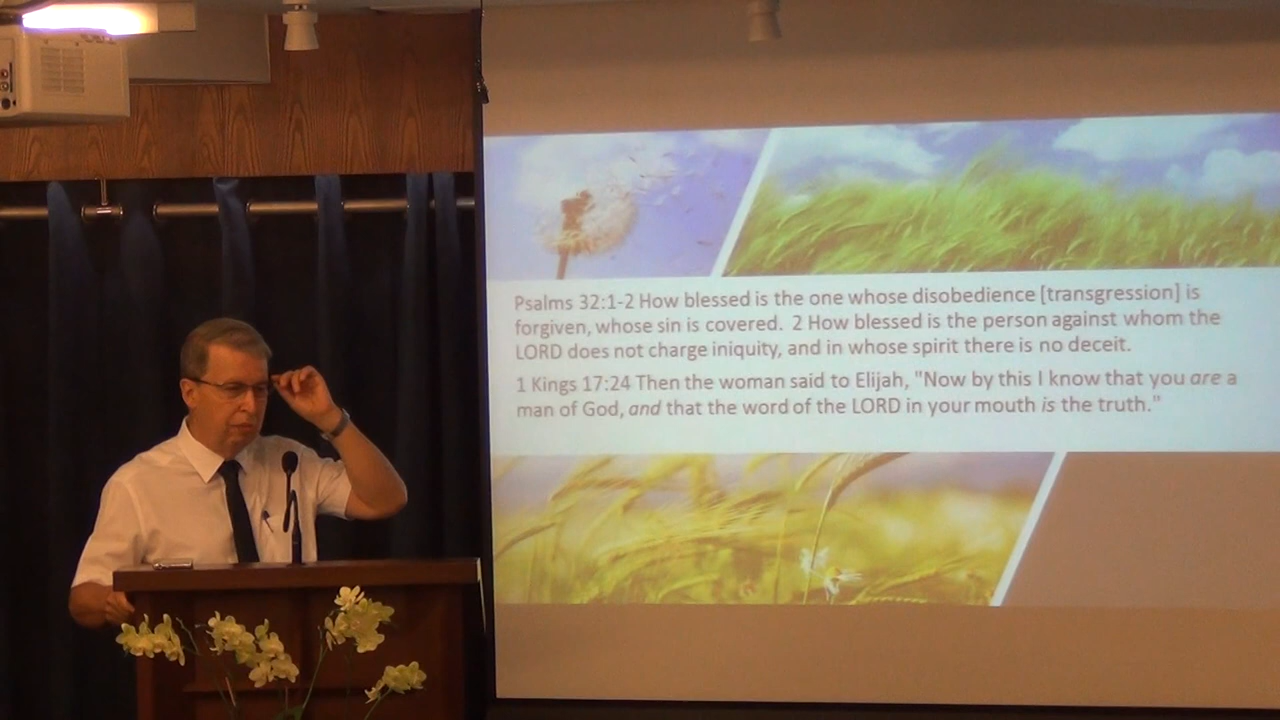 Psalms 32:1-2 How blessed is the one whose disobedience [transgression] is
forgiven, whose sin is covered.  2 How blessed is the person against whom the
LORD does not charge iniquity, and in whose spirit there is no deceit.
1 Kings 17:24 Then the woman said to Elijah, "Now by this I know that you are a
man of God, and that the word of the LORD in your mouth is the truth."